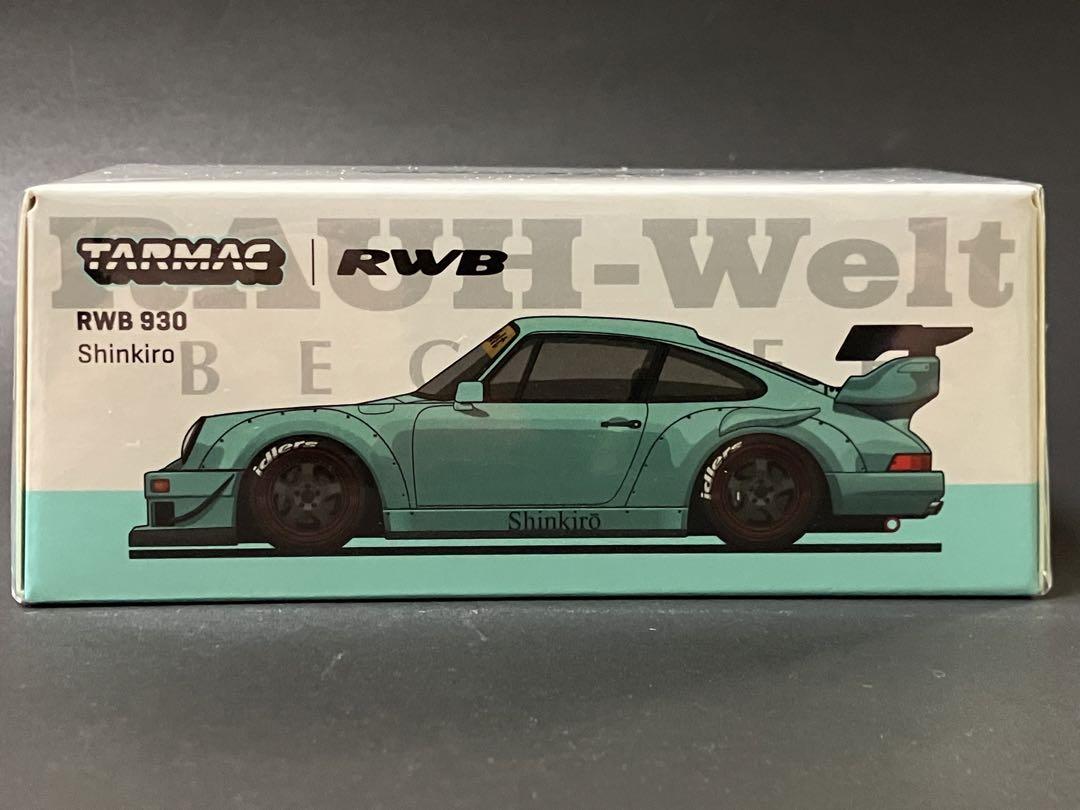 RAUH-Welt
TARMAC | RWB
RWB 930
Shinkiro
idlers
idlers
Shinkirō